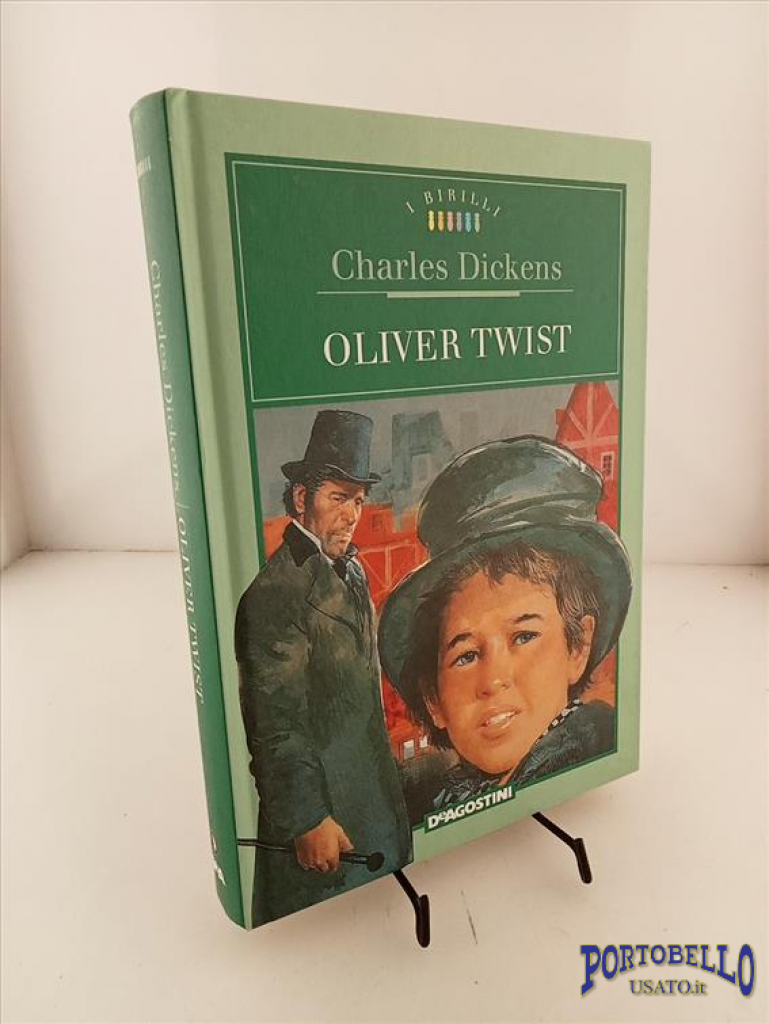 I BIRILLI
Charles Dickens
OLIVER TWIST
DeAGOSTINI
Charles Dickens | OLIVER TWIST
PORTOBELLO
USATO.it